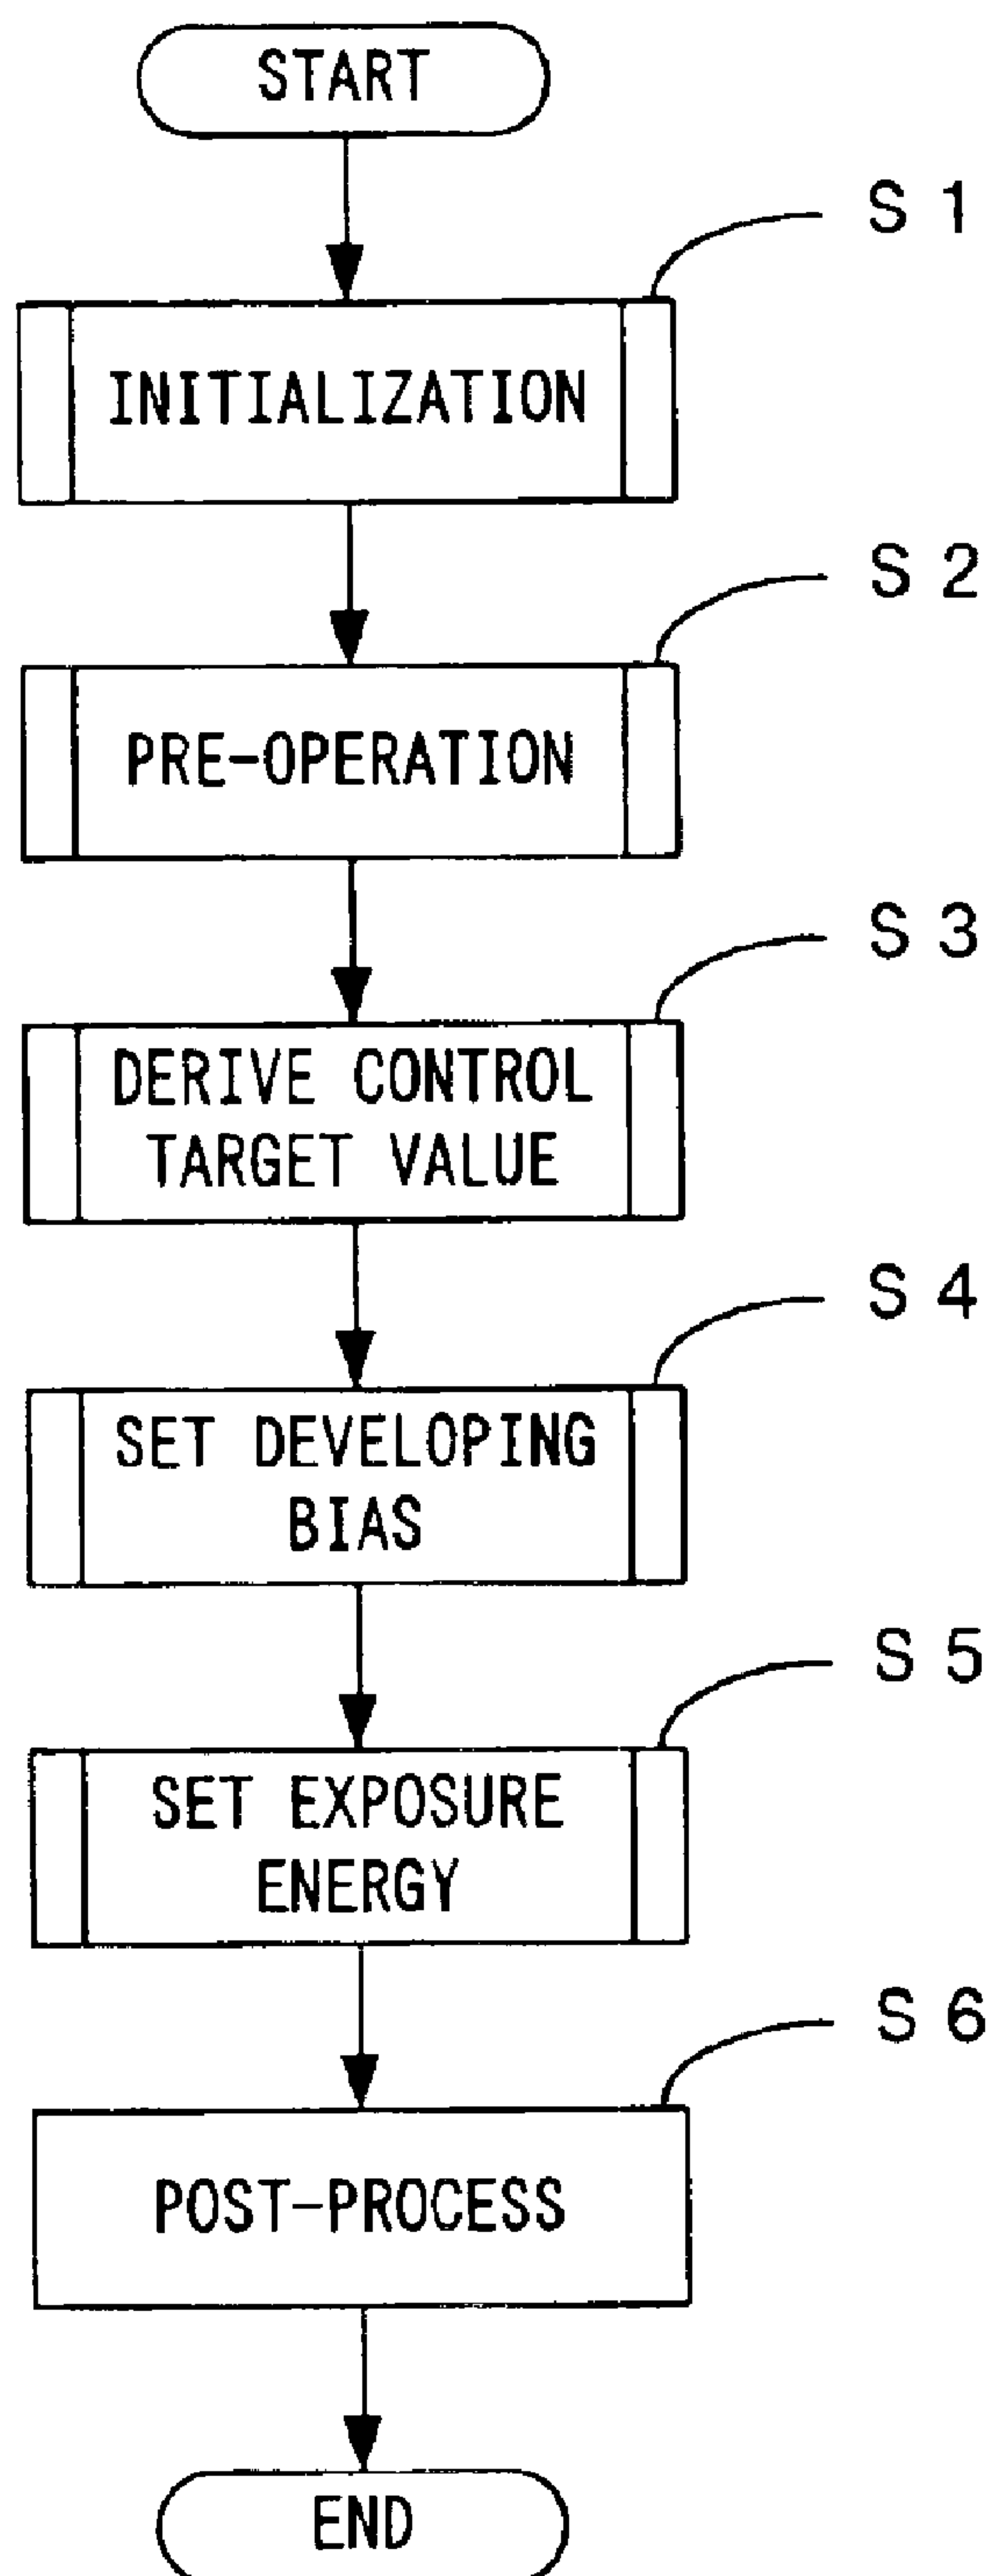 START
S 1
INITIALIZATION
S 2
PRE-OPERATION
S 3
DERIVE CONTROL
TARGET VALUE
S 4
SET DEVELOPING
BIAS
S 5
SET EXPOSURE
ENERGY
S 6
POST-PROCESS
END